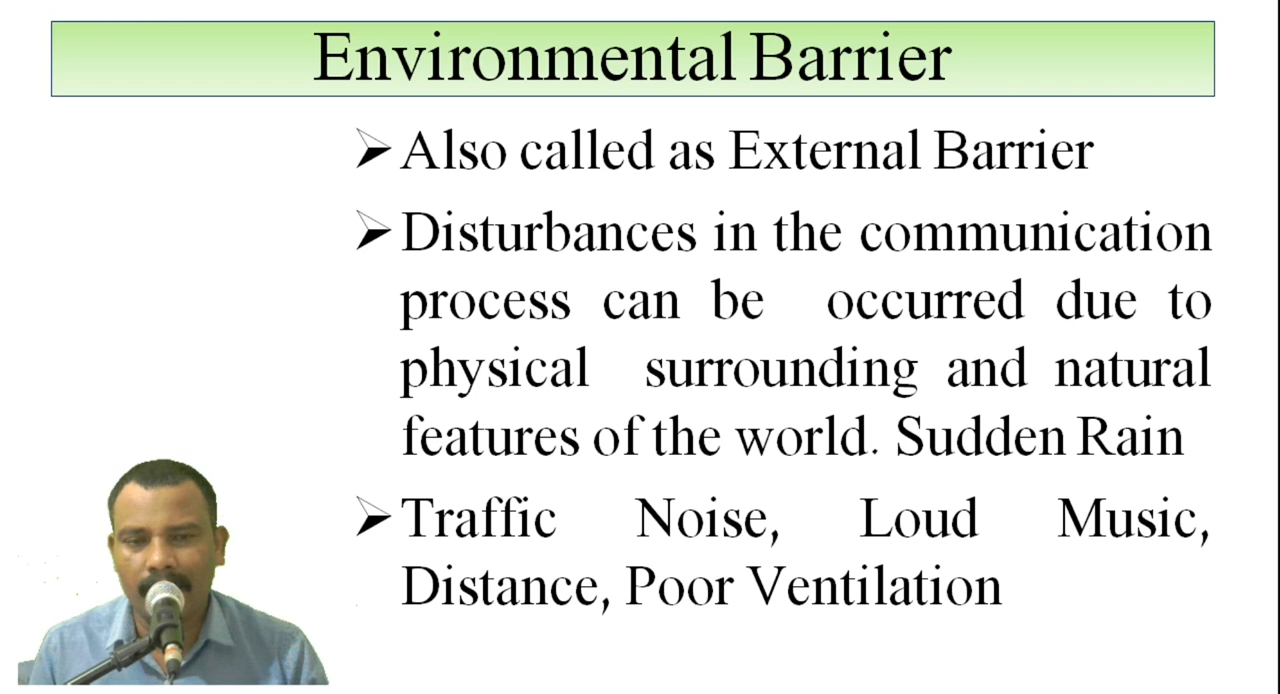 Environmental Barrier
Also called as External Barrier
Disturbances in the communication
process can be occurred due to
physical surrounding and natural
features of the world. Sudden Rain
Traffic Noise, Loud Music,
Distance, Poor Ventilation